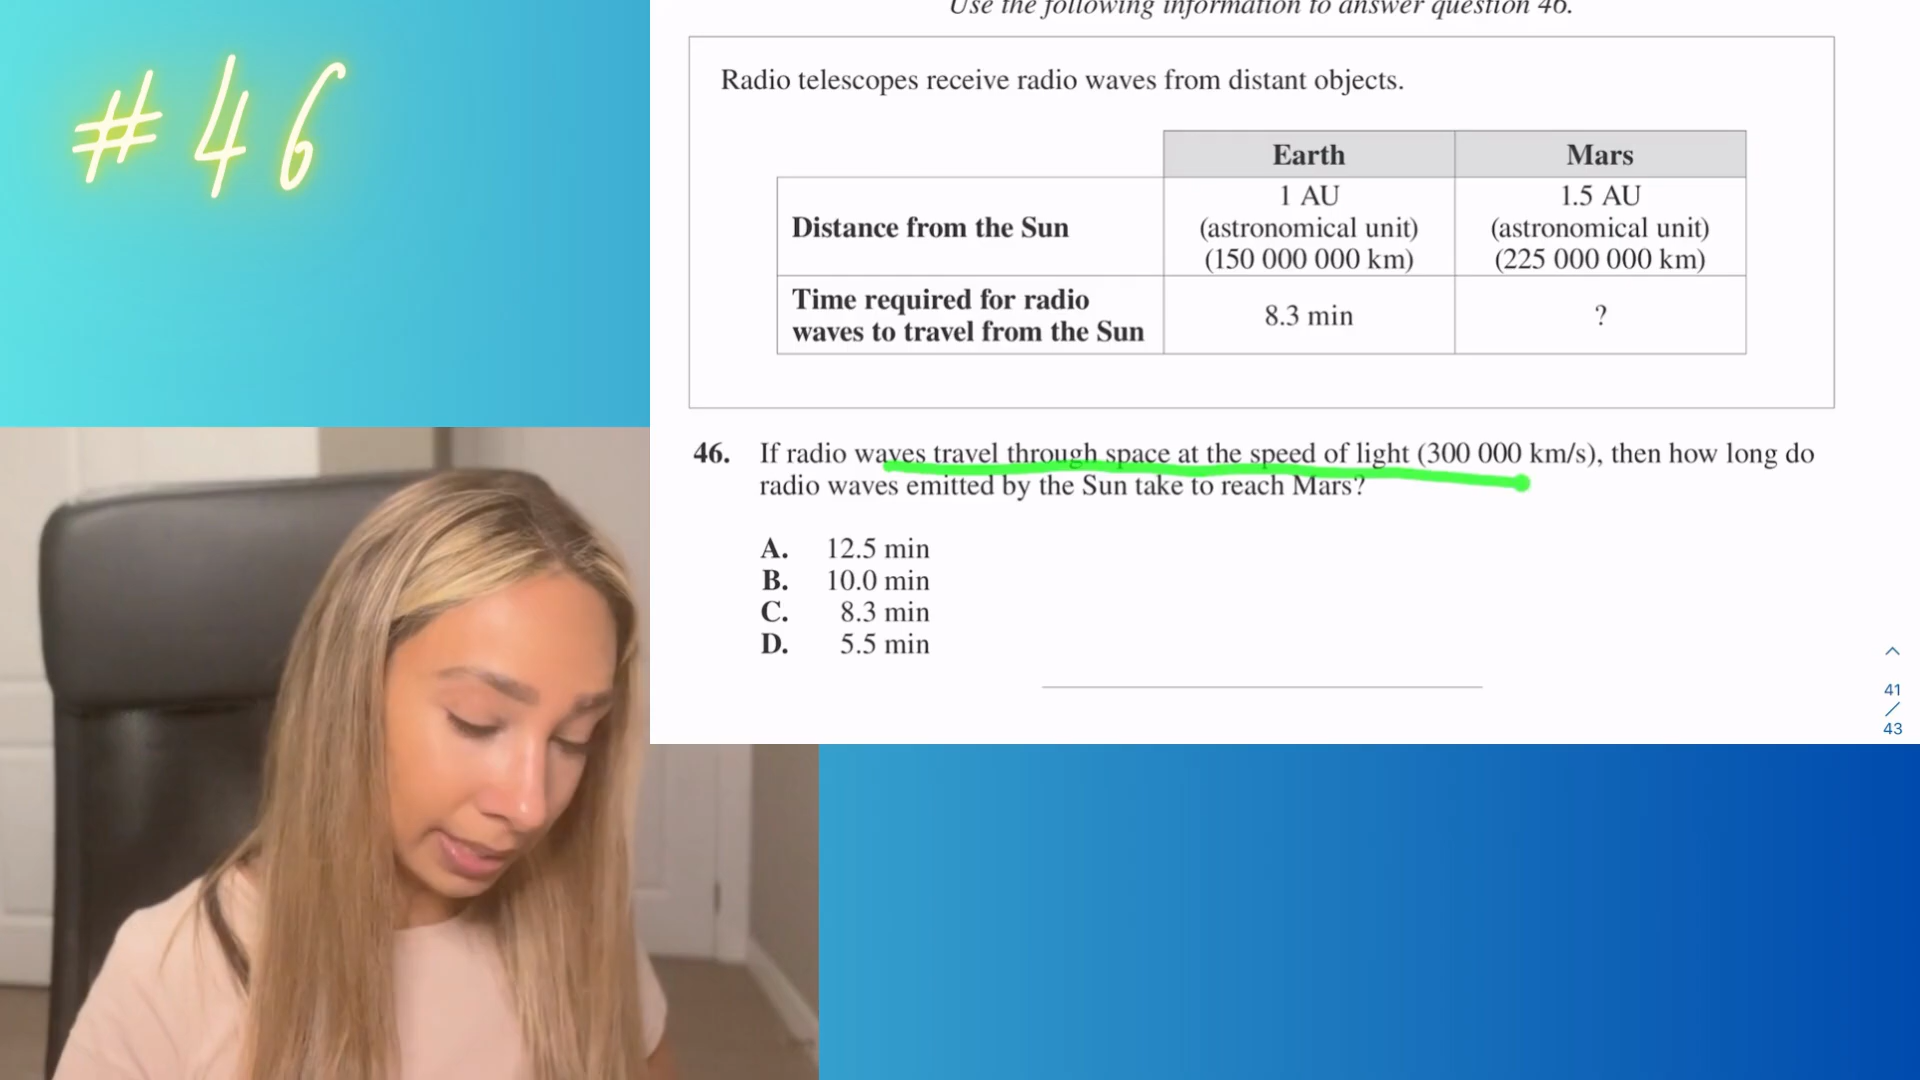 #46
Use the following information to answer question 46.
Radio telescopes receive radio waves from distant objects.
Earth Mars
Distance from the Sun
1 AU
(astronomical unit)
(150 000 000 km)
1.5 AU
(astronomical unit)
(225 000 000 km)
Time required for radio
waves to travel from the Sun
8.3 min
?
46. If radio waves travel through space at the speed of light (300 000 km/s), then how long do
radio waves emitted by the Sun take to reach Mars?
A. 12.5 min
B. 10.0 min
C. 8.3 min
D. 5.5 min
41
/
43